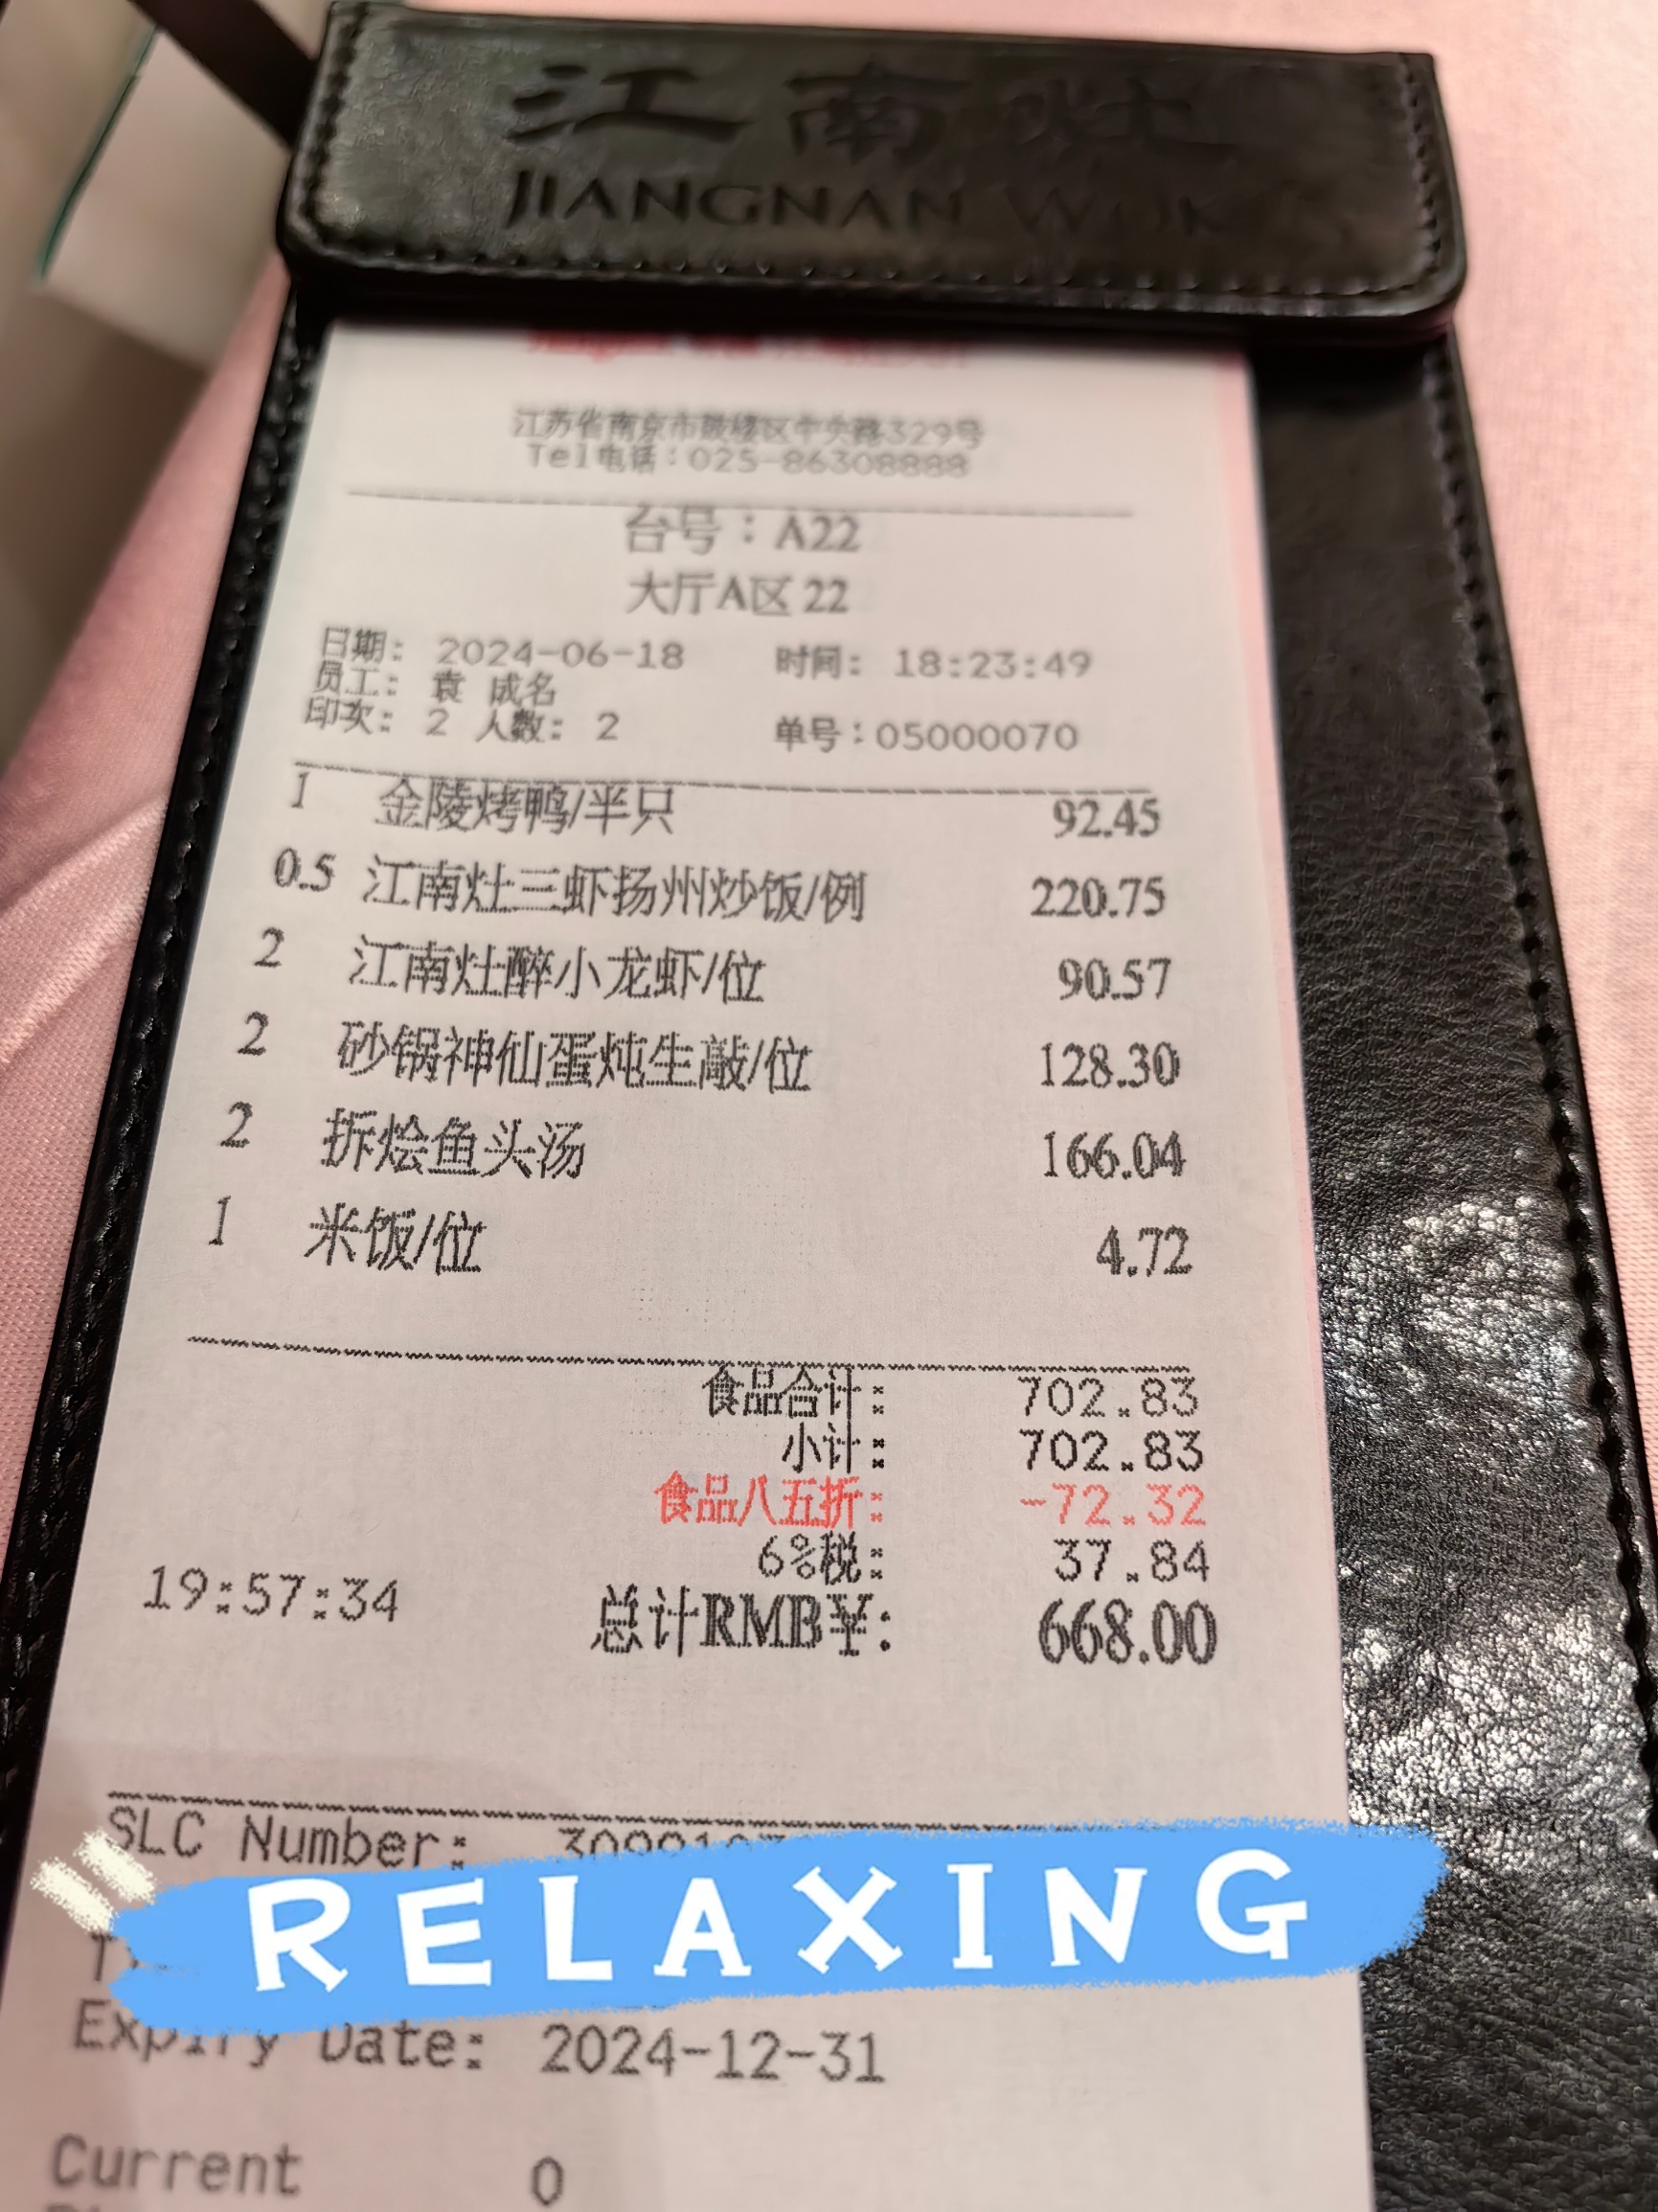 江南灶
JIANGNAN WOK
江苏省南京市鼓楼区中央路329号
Tel电话：025-86308888
台号：A22
大厅A区 22
日期： 2024-06-18 时间： 18:23:49
员工： 袁 成名
印次： 2 人数： 2 单号：05000070
1 金陵烤鸭/半只 92.45
0.5 江南灶三虾扬州炒饭/例 220.75
2 江南灶醉小龙虾/位 90.57
2 砂锅神仙蛋炖生敲/位 128.30
2 拆烩鱼头汤 166.04
1 米饭/位 4.72
食品合计： 702.83
小计： 702.83
食品八五折： -72.32
6%税： 37.84
19:57:34 总计RMB￥: 668.00
SLC Number:
RELAXING
Expiry Date: 2024-12-31
Current 0